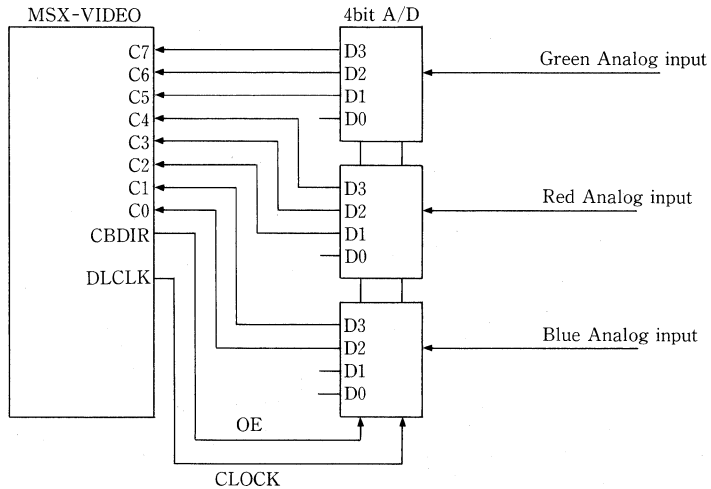 MSX-VIDEO
4bit A/D
C7
C6
C5
C4
C3
C2
C1
C0
CBDIR
DLCLK
D3
D2
D1
D0
Green Analog input
D3
D2
D1
D0
Red Analog input
D3
D2
D1
D0
Blue Analog input
OE
CLOCK